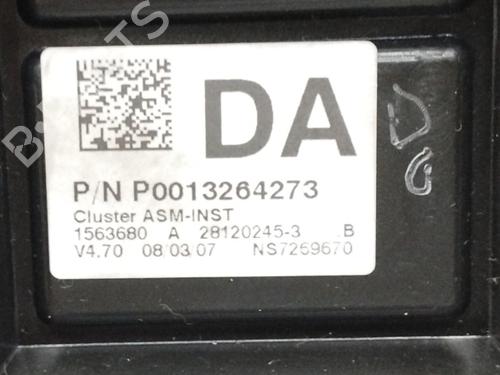 DA
P/N P0013264273
Cluster ASM-INST
1563680 A 28120245-3 B
V4.70 08/03/07 NS7269670
D
G